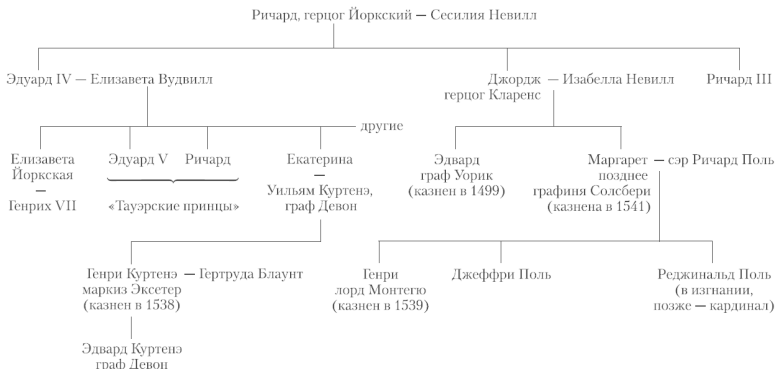 Ричард, герцог Йоркский — Сесилия Невилл
Эдуард IV — Елизавета Вудвилл
Джордж — Изабелла Невилл
герцог Кларенс
Ричард III
другие
Елизавета
Йоркская
—
Генрих VII
Эдуард V Ричард
«Тауэрские принцы»
Екатерина
—
Уильям Куртенэ,
граф Девон
Эдвард
граф Уорик
(казнен в 1499)
Маргарет — сэр Ричард Поль
позднее
графиня Солсбери
(казнена в 1541)
Генри Куртенэ — Гертруда Блаунт
маркиз Эксетер
(казнен в 1538)
Генри
лорд Монтегю
(казнен в 1539)
Джеффри Поль
Реджинальд Поль
(в изгнании,
позже — кардинал)
Эдвард Куртенэ
граф Девон